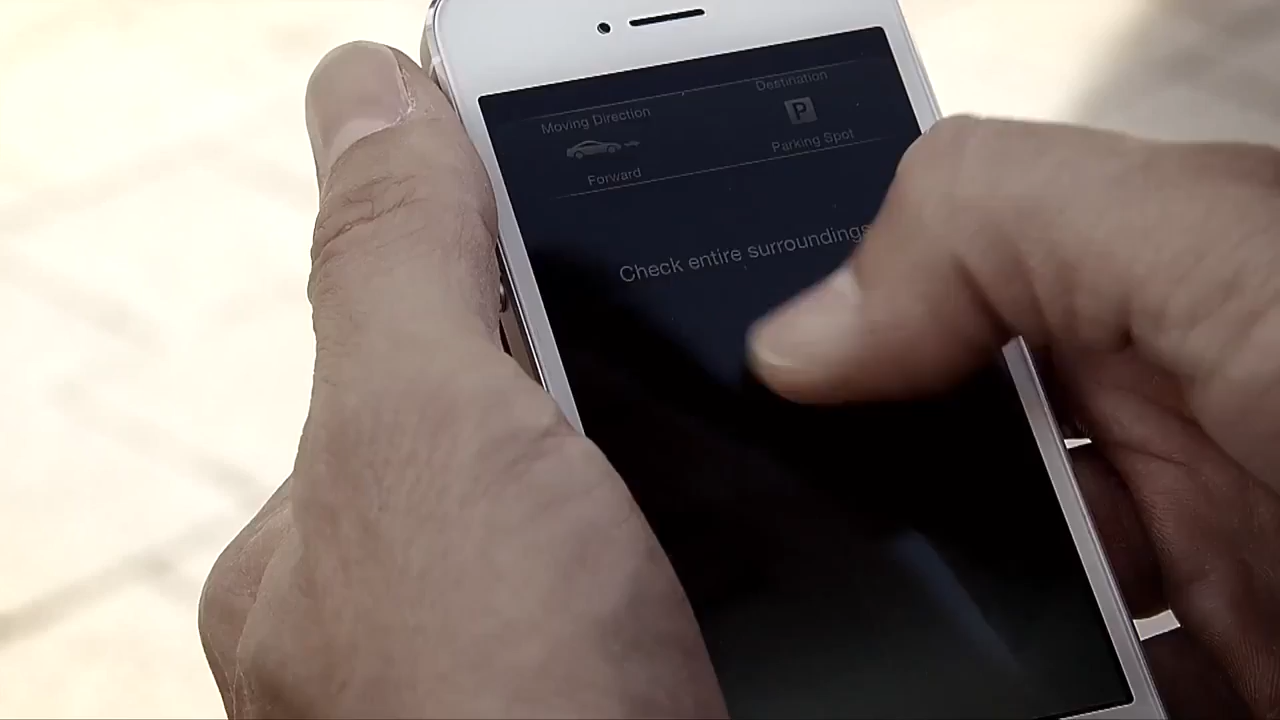 Moving Direction
Forward
Destination
P
Parking Spot
Check entire surroundings